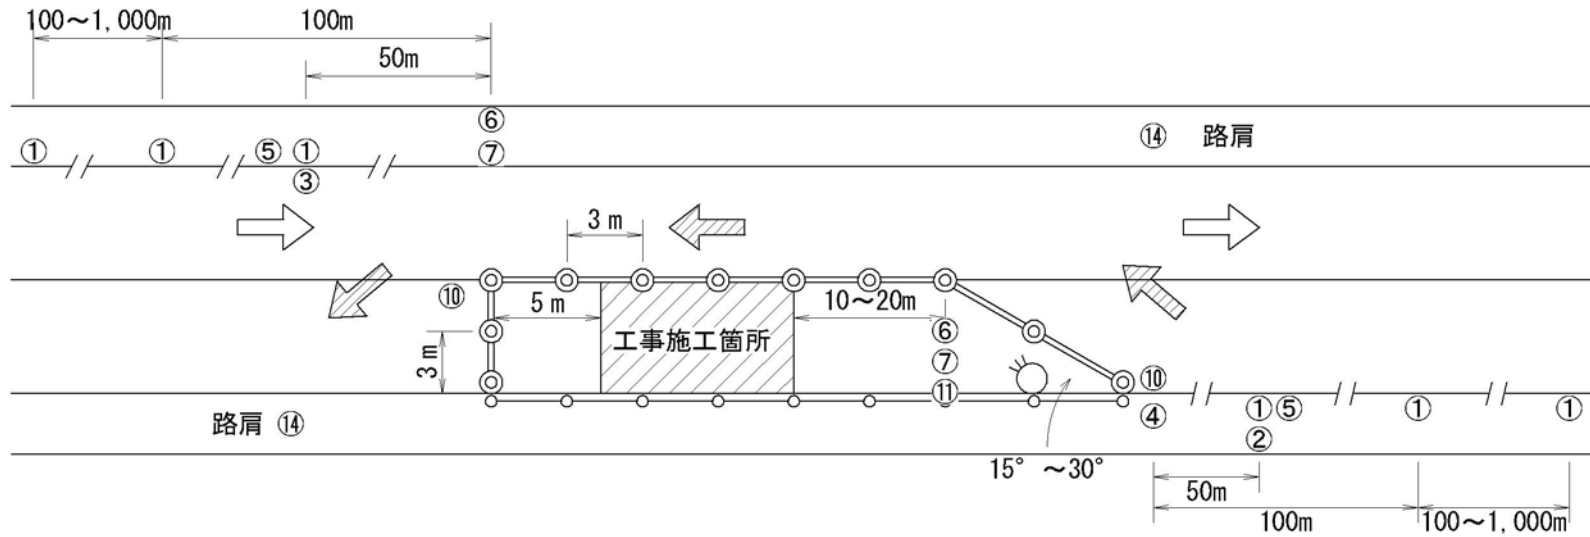 100～1,000m 100m
50m
⑥
① ① ⑤ ① ⑦ ⑭ 路肩
③
3 m
⑩ 5 m 10～20m
工事施工箇所 ⑥
3 m ⑦
⑪ ⑩
路肩 ⑭ ④ ① ⑤ ① ①
②
15° ～30°
50m
100m 100～1,000m